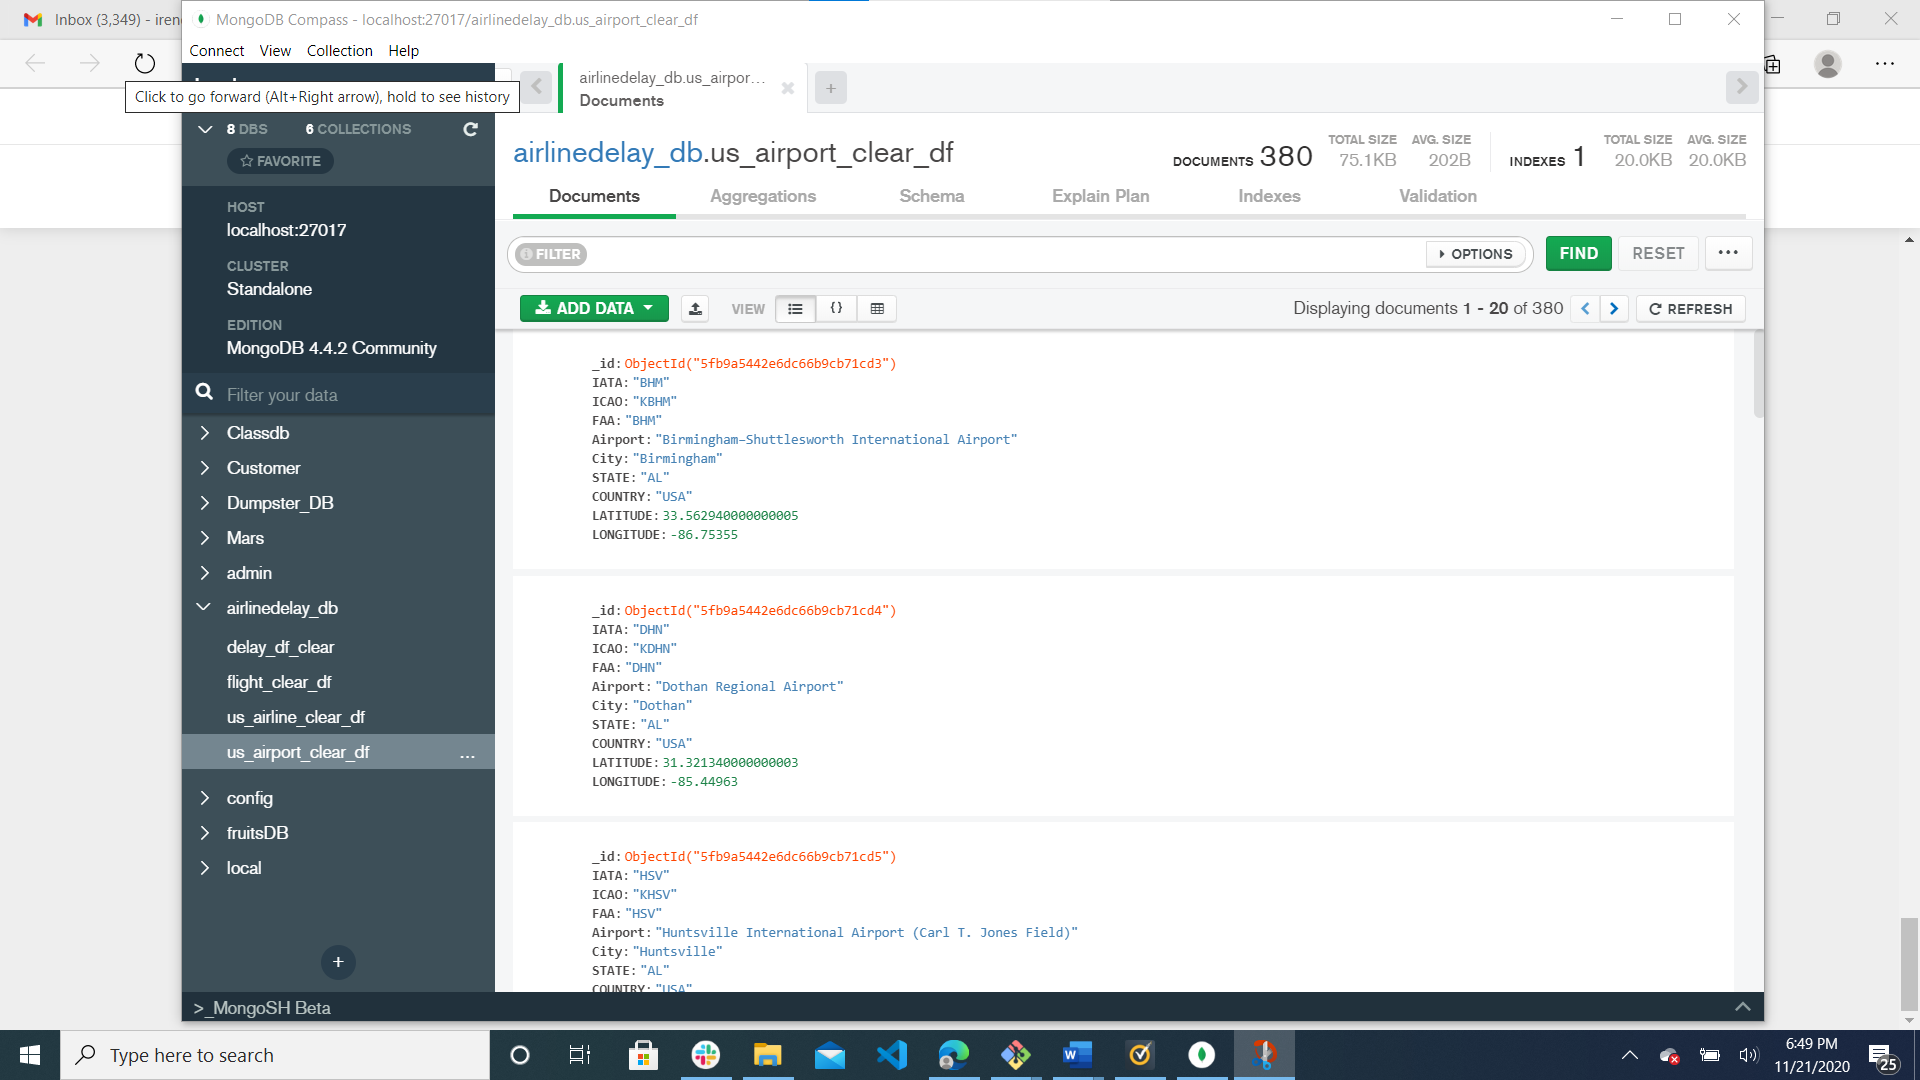 Inbox (3,349) - iren
MongoDB Compass - localhost:27017/airlinedelay_db.us_airport_clear_df
Connect View Collection Help
Click to go forward (Alt+Right arrow), hold to see history
8 DBS 6 COLLECTIONS
FAVORITE
HOST
localhost:27017
CLUSTER
Standalone
EDITION
MongoDB 4.4.2 Community
Filter your data
Classdb
Customer
Dumpster_DB
Mars
admin
airlinedelay_db
delay_df_clear
flight_clear_df
us_airline_clear_df
us_airport_clear_df ...
config
fruitsDB
local
+
airlinedelay_db.us_airpor...
Documents
+
airlinedelay_db.us_airport_clear_df
DOCUMENTS 380 TOTAL SIZE 75.1KB AVG. SIZE 202B INDEXES 1 TOTAL SIZE 20.0KB AVG. SIZE 20.0KB
Documents Aggregations Schema Explain Plan Indexes Validation
FILTER OPTIONS FIND RESET ...
ADD DATA VIEW {} Displaying documents 1 - 20 of 380 REFRESH
_id: ObjectId("5fb9a5442e6dc66b9cb71cd3")
IATA: "BHM"
ICAO: "KBHM"
FAA: "BHM"
Airport: "Birmingham–Shuttlesworth International Airport"
City: "Birmingham"
STATE: "AL"
COUNTRY: "USA"
LATITUDE: 33.562940000000005
LONGITUDE: -86.75355
_id: ObjectId("5fb9a5442e6dc66b9cb71cd4")
IATA: "DHN"
ICAO: "KDHN"
FAA: "DHN"
Airport: "Dothan Regional Airport"
City: "Dothan"
STATE: "AL"
COUNTRY: "USA"
LATITUDE: 31.321340000000003
LONGITUDE: -85.44963
_id: ObjectId("5fb9a5442e6dc66b9cb71cd5")
IATA: "HSV"
ICAO: "KHSV"
FAA: "HSV"
Airport: "Huntsville International Airport (Carl T. Jones Field)"
City: "Huntsville"
STATE: "AL"
COUNTRY: "USA"
>_MongoSH Beta
Type here to search
6:49 PM
11/21/2020
25